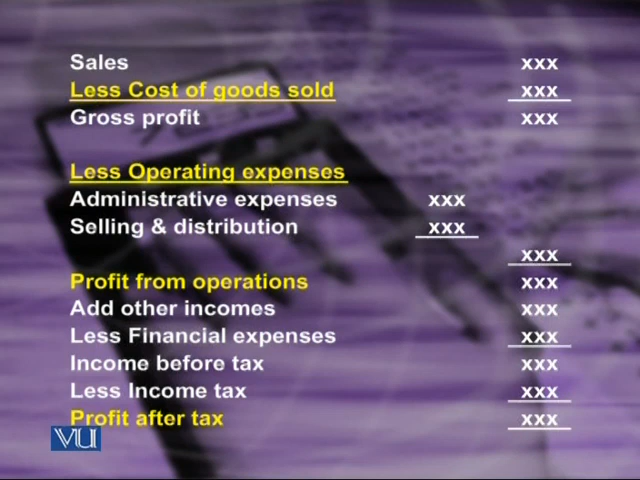 Sales xxx
Less Cost of goods sold xxx
Gross profit xxx
Less Operating expenses
Administrative expenses xxx
Selling & distribution xxx
xxx
Profit from operations xxx
Add other incomes xxx
Less Financial expenses xxx
Income before tax xxx
Less Income tax xxx
Profit after tax xxx
VU